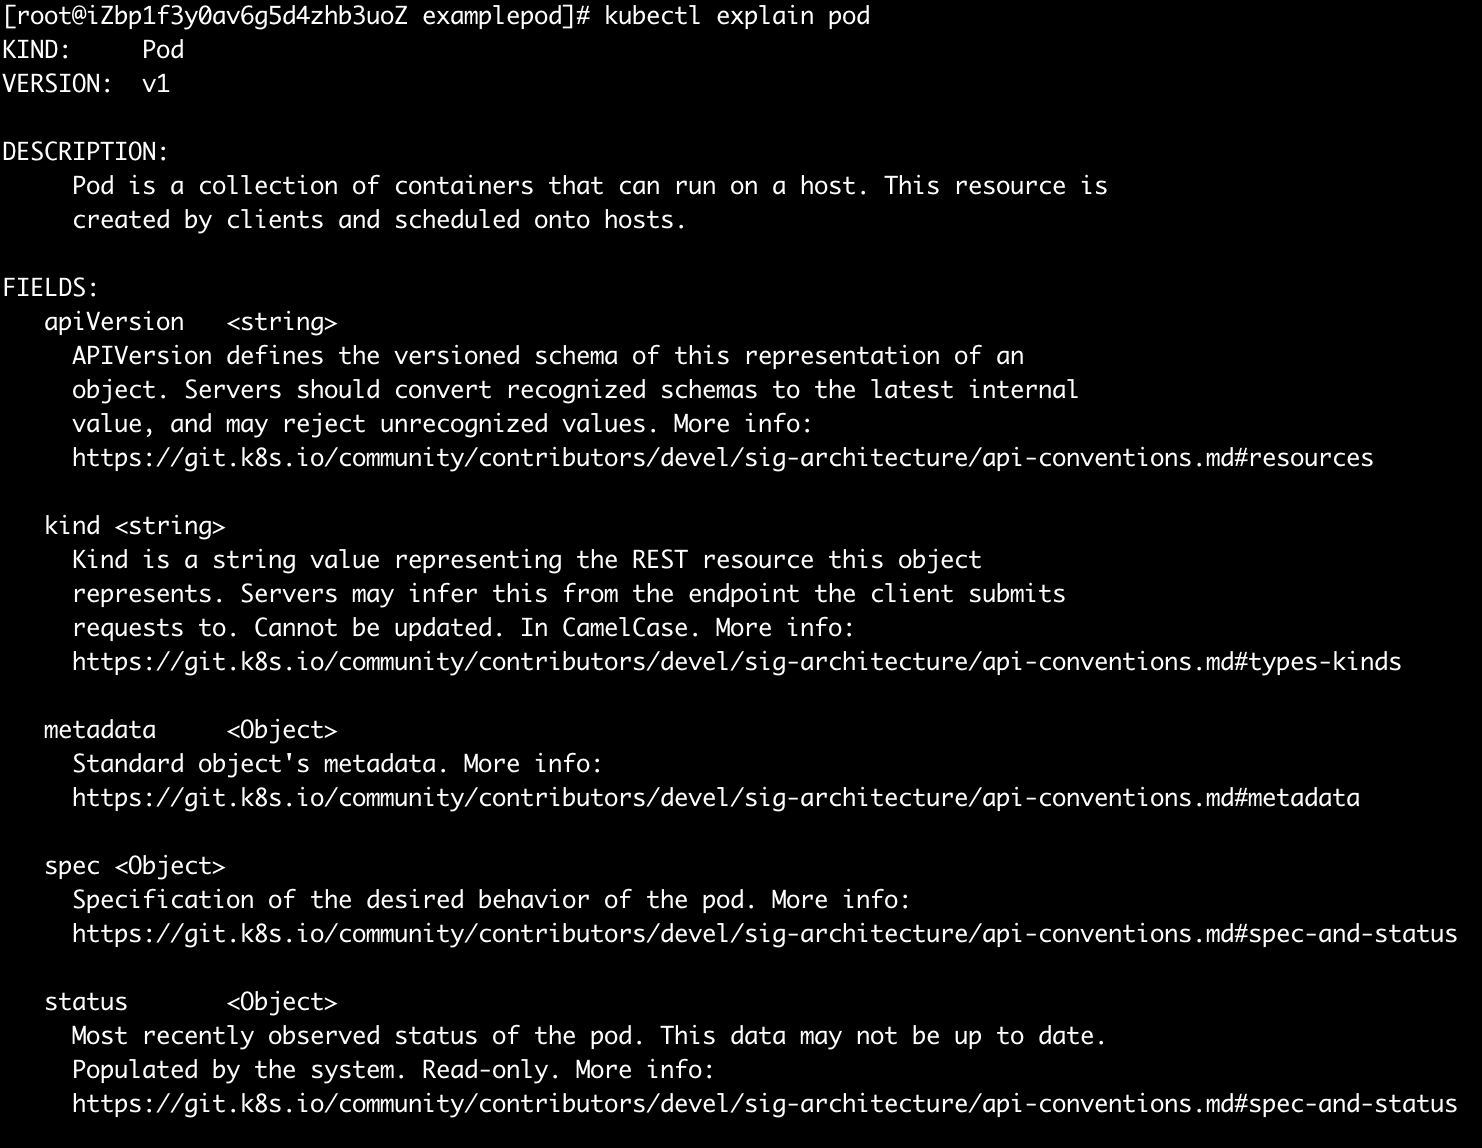 [root@iZbp1f3y0av6g5d4zhb3uoZ examplepod]# kubectl explain pod
KIND:     Pod
VERSION:  v1
DESCRIPTION:
     Pod is a collection of containers that can run on a host. This resource is
     created by clients and scheduled onto hosts.
FIELDS:
   apiVersion   <string>
     APIVersion defines the versioned schema of this representation of an
     object. Servers should convert recognized schemas to the latest internal
     value, and may reject unrecognized values. More info:
     https://git.k8s.io/community/contributors/devel/sig-architecture/api-conventions.md#resources
   kind <string>
     Kind is a string value representing the REST resource this object
     represents. Servers may infer this from the endpoint the client submits
     requests to. Cannot be updated. In CamelCase. More info:
     https://git.k8s.io/community/contributors/devel/sig-architecture/api-conventions.md#types-kinds
   metadata     <Object>
     Standard object's metadata. More info:
     https://git.k8s.io/community/contributors/devel/sig-architecture/api-conventions.md#metadata
   spec <Object>
     Specification of the desired behavior of the pod. More info:
     https://git.k8s.io/community/contributors/devel/sig-architecture/api-conventions.md#spec-and-status
   status       <Object>
     Most recently observed status of the pod. This data may not be up to date.
     Populated by the system. Read-only. More info:
     https://git.k8s.io/community/contributors/devel/sig-architecture/api-conventions.md#spec-and-status